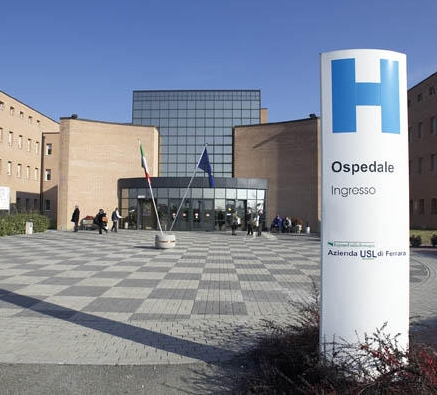 H
Ospedale
Ingresso
Azienda USL di Ferrara